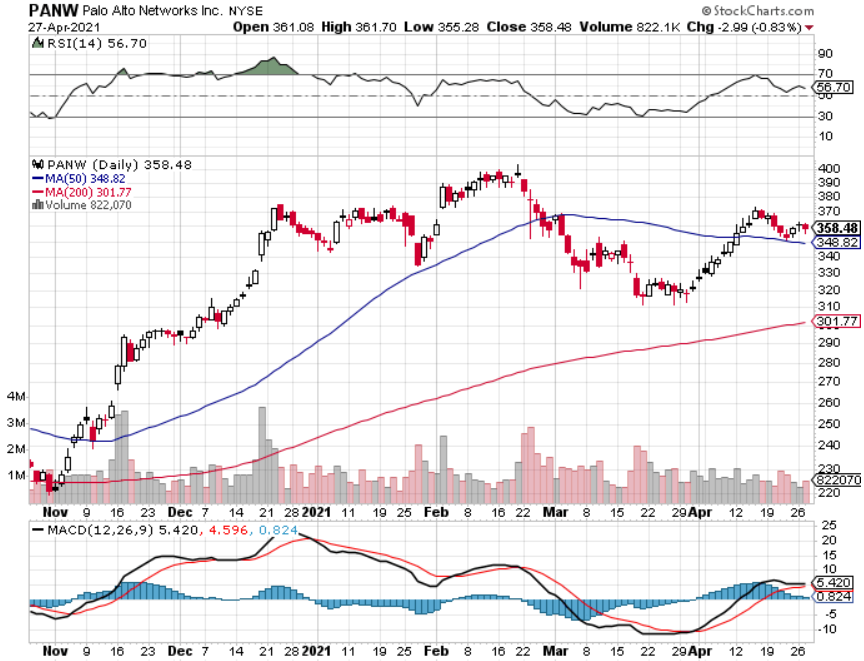 PANW Palo Alto Networks Inc. NYSE © StockCharts.com
27-Apr-2021 Open 361.08 High 361.70 Low 355.28 Close 358.48 Volume 822.1K Chg -2.99 (-0.83%)
RSI(14) 56.70
90
70
56.70
50
30
10
PANW (Daily) 358.48
MA(50) 348.82
MA(200) 301.77
Volume 822,070
400
390
380
370
358.48
348.82
340
330
320
310
301.77
290
280
270
4M
260
3M
250
240
2M
230
1M
822070
220
Nov 9 16 23 Dec 7 14 21 28 2021 11 19 25 Feb 8 16 22 Mar 8 15 22 29 Apr 12 19 26
MACD(12,26,9) 5.420, 4.596, 0.824
25
20
15
10
5.420
0.824
-5
-10
Nov 9 16 23 Dec 7 14 21 28 2021 11 19 25 Feb 8 16 22 Mar 8 15 22 29 Apr 12 19 26